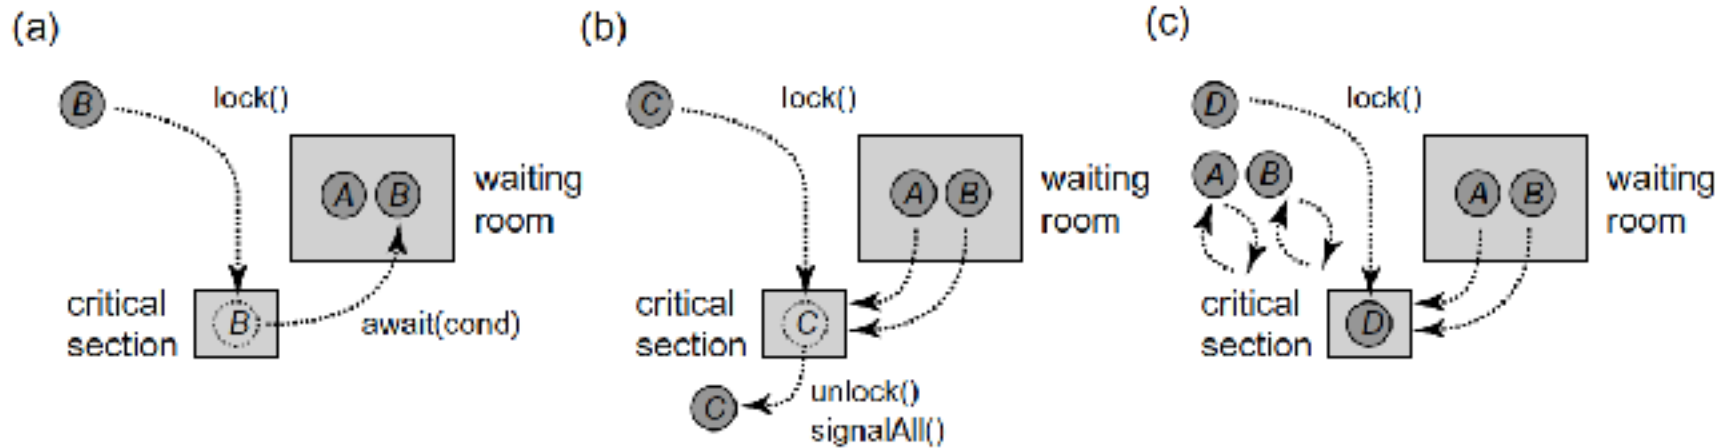 (a)
B
lock()
A B
waiting
room
critical
section
B
await(cond)
(b)
C
lock()
A B
waiting
room
critical
section
C
C
unlock()
signalAll()
(c)
D
lock()
A B
A B
waiting
room
critical
section
D